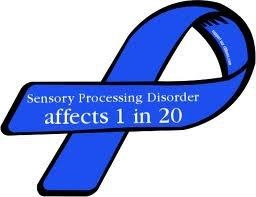 Sensory Processing Disorder
affects 1 in 20